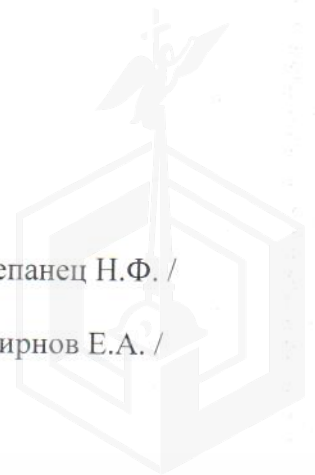 епанец Н.Ф. /
ирнов Е.А. /